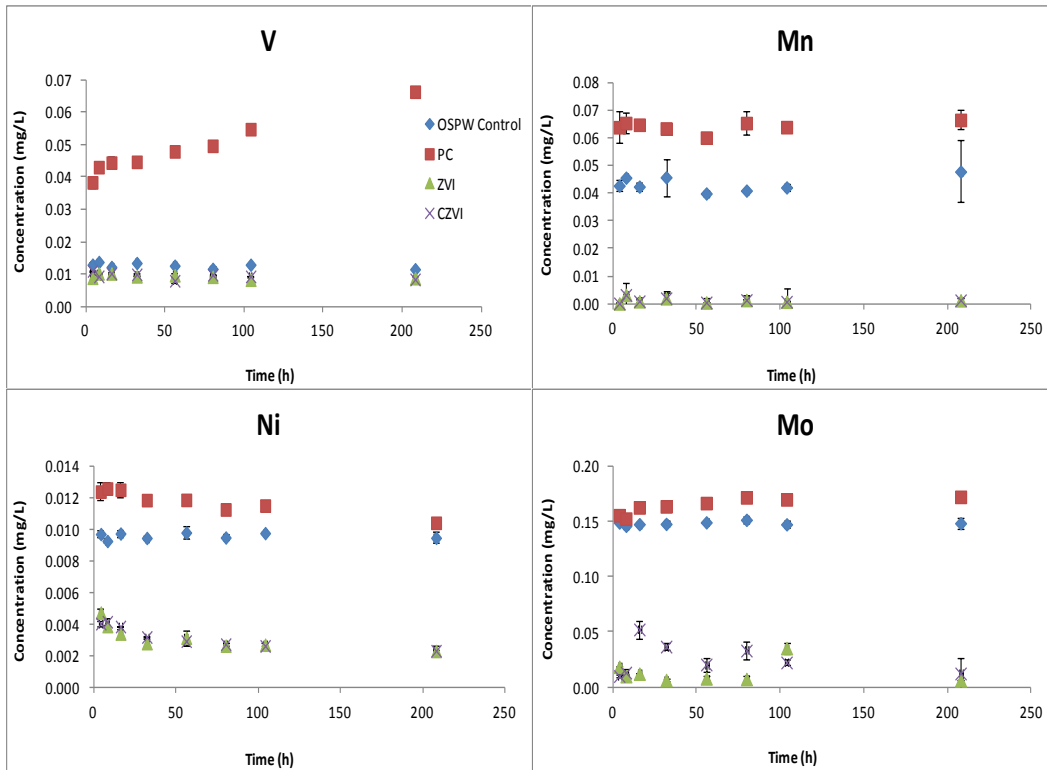 V
Concentration (mg/L)
0.07
0.06
0.05
0.04
0.03
0.02
0.01
0.00
0 50 100 150 200 250
Time (h)
OSPW Control
PC
ZVI
CZVI
Mn
Concentration (mg/L)
0.08
0.07
0.06
0.05
0.04
0.03
0.02
0.01
0.00
0 50 100 150 200 250
Time (h)
Ni
Concentration (mg/L)
0.014
0.012
0.010
0.008
0.006
0.004
0.002
0.000
0 50 100 150 200 250
Time (h)
Mo
Concentration (mg/L)
0.20
0.15
0.10
0.05
0.00
0 50 100 150 200 250
Time (h)